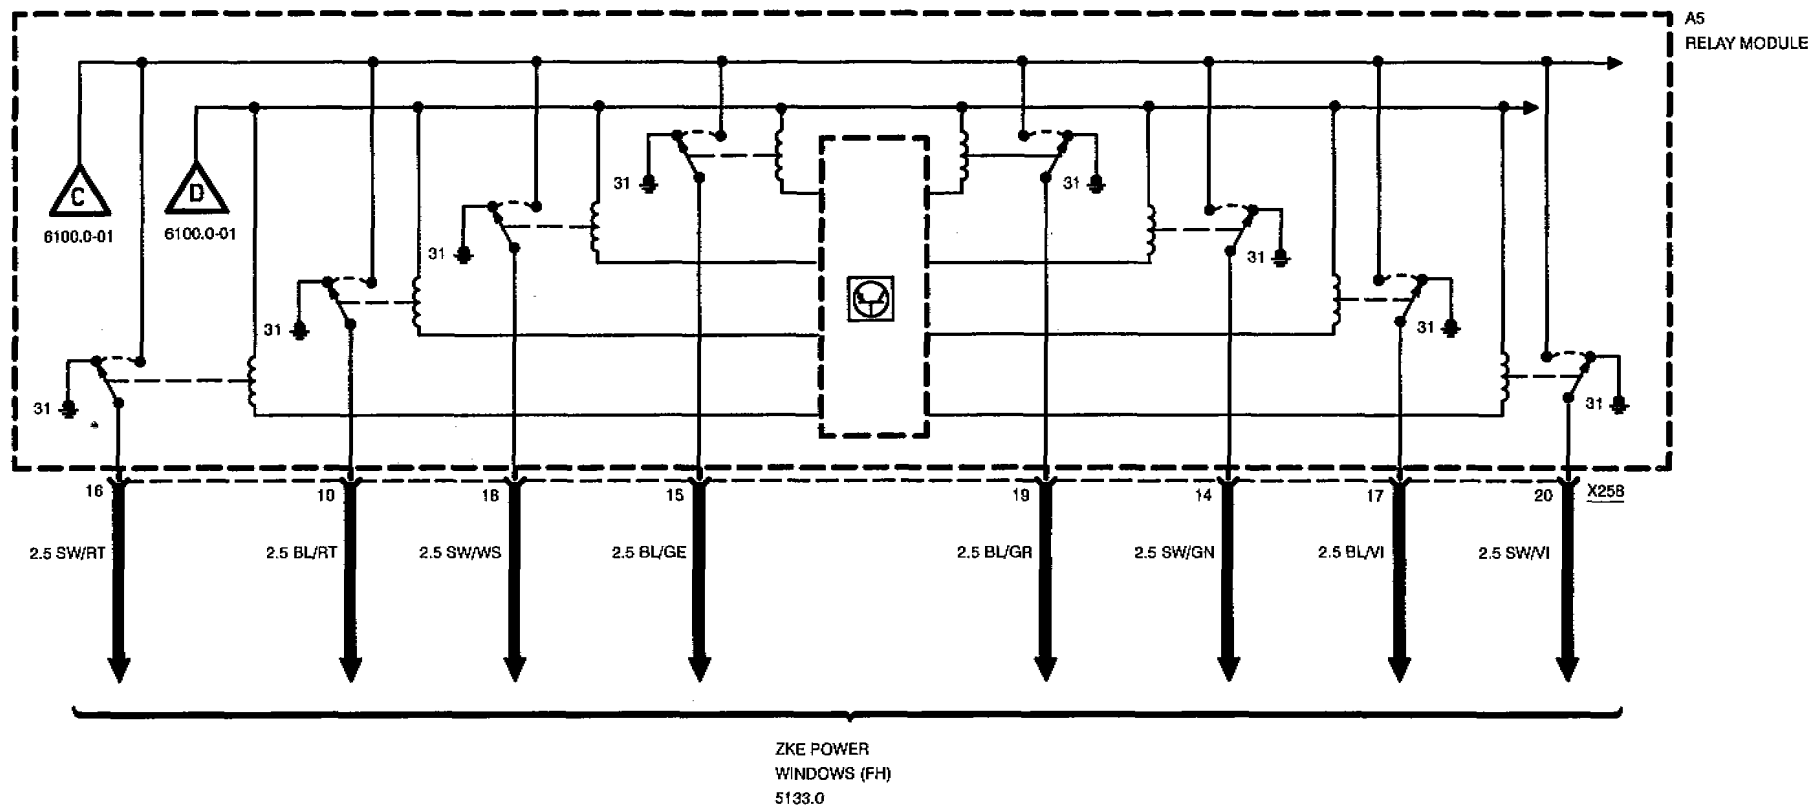 A5
RELAY MODULE
C
D
6100.0-01
6100.0-01
31
31
31
31
31
31
31
31
16
10
18
15
19
14
17
20
X258
2.5 SW/RT
2.5 BL/RT
2.5 SW/WS
2.5 BL/GE
2.5 BL/GR
2.5 SW/GN
2.5 BL/VI
2.5 SW/VI
ZKE POWER
WINDOWS (FH)
5133.0